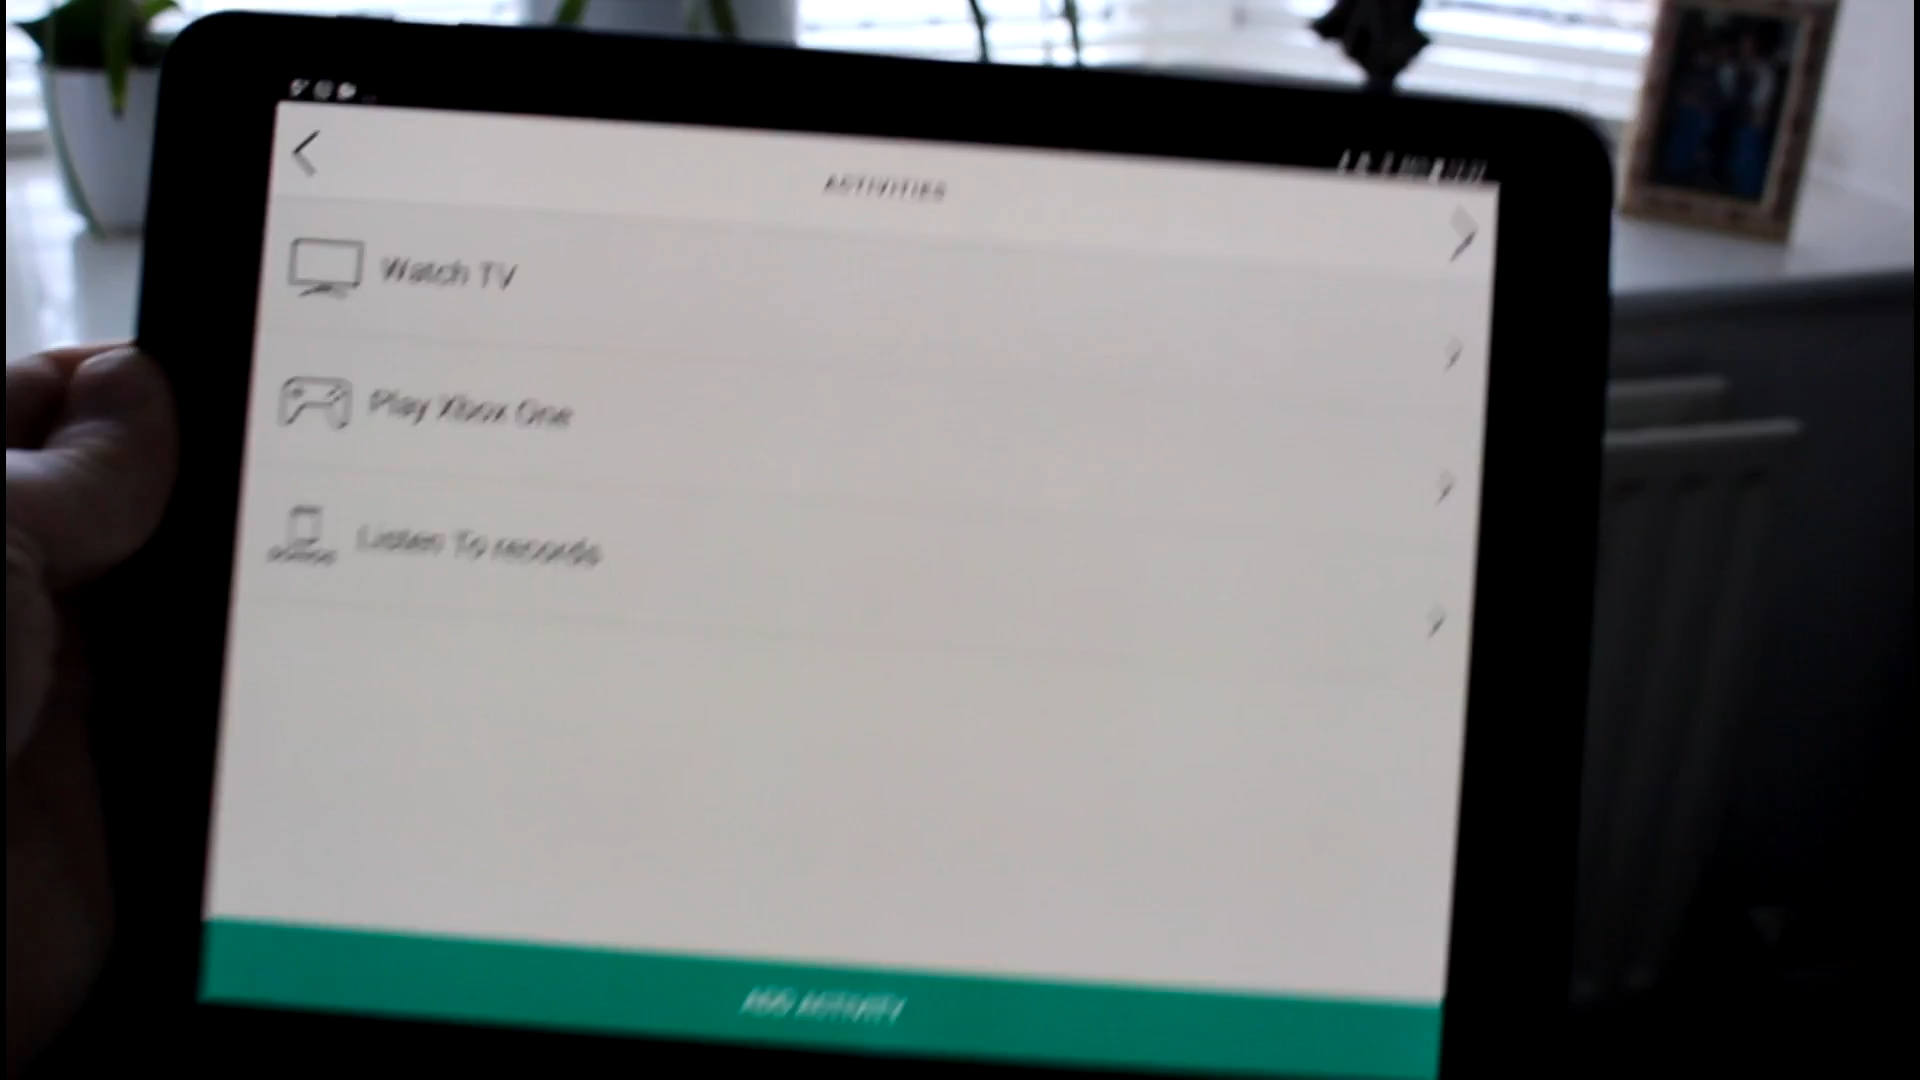 ACTIVITIES
Watch TV
Play Xbox One
Listen To records
ADD ACTIVITY